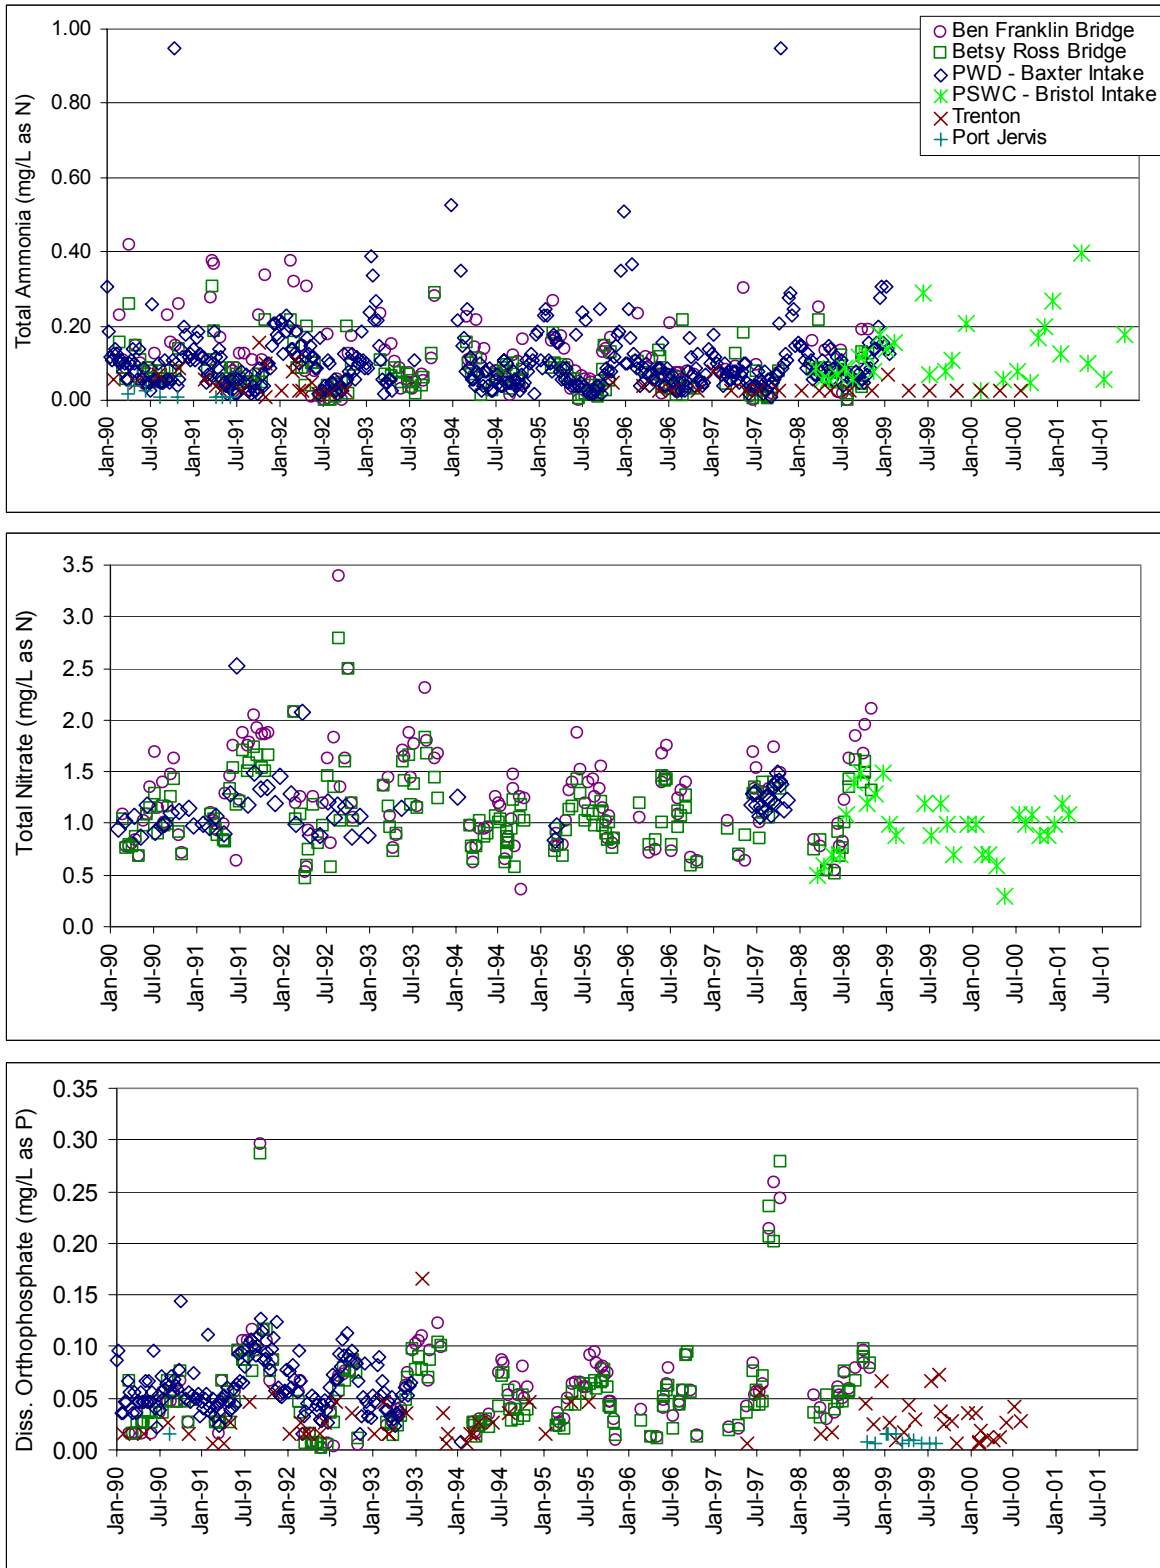 Total Ammonia (mg/L as N)
1.00
0.80
0.60
0.40
0.20
0.00
Ben Franklin Bridge
Betsy Ross Bridge
PWD - Baxter Intake
PSWC - Bristol Intake
Trenton
Port Jervis
Jan-90
Jul-90
Jan-91
Jul-91
Jan-92
Jul-92
Jan-93
Jul-93
Jan-94
Jul-94
Jan-95
Jul-95
Jan-96
Jul-96
Jan-97
Jul-97
Jan-98
Jul-98
Jan-99
Jul-99
Jan-00
Jul-00
Jan-01
Jul-01
Total Nitrate (mg/L as N)
3.5
3.0
2.5
2.0
1.5
1.0
0.5
0.0
Jan-90
Jul-90
Jan-91
Jul-91
Jan-92
Jul-92
Jan-93
Jul-93
Jan-94
Jul-94
Jan-95
Jul-95
Jan-96
Jul-96
Jan-97
Jul-97
Jan-98
Jul-98
Jan-99
Jul-99
Jan-00
Jul-00
Jan-01
Jul-01
Diss. Orthophosphate (mg/L as P)
0.35
0.30
0.25
0.20
0.15
0.10
0.05
0.00
Jan-90
Jul-90
Jan-91
Jul-91
Jan-92
Jul-92
Jan-93
Jul-93
Jan-94
Jul-94
Jan-95
Jul-95
Jan-96
Jul-96
Jan-97
Jul-97
Jan-98
Jul-98
Jan-99
Jul-99
Jan-00
Jul-00
Jan-01
Jul-01